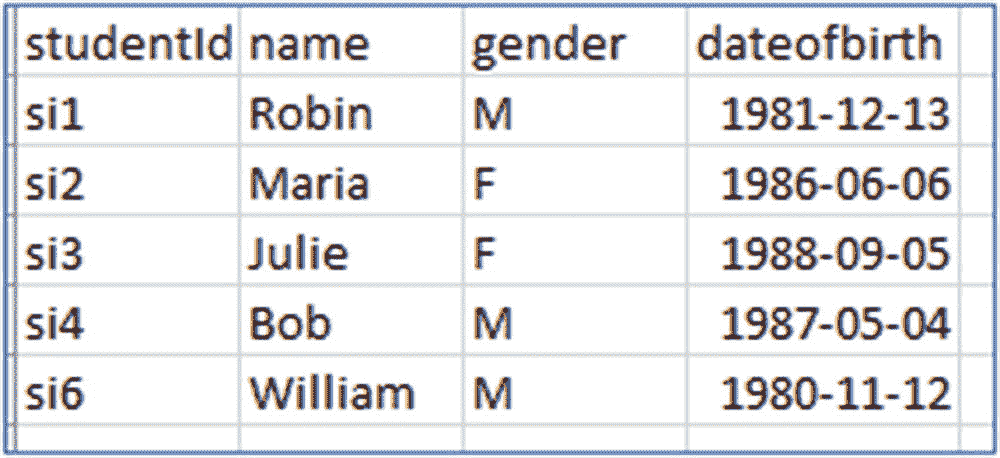 studentId name gender dateofbirth
si1 Robin M 1981-12-13
si2 Maria F 1986-06-06
si3 Julie F 1988-09-05
si4 Bob M 1987-05-04
si6 William M 1980-11-12